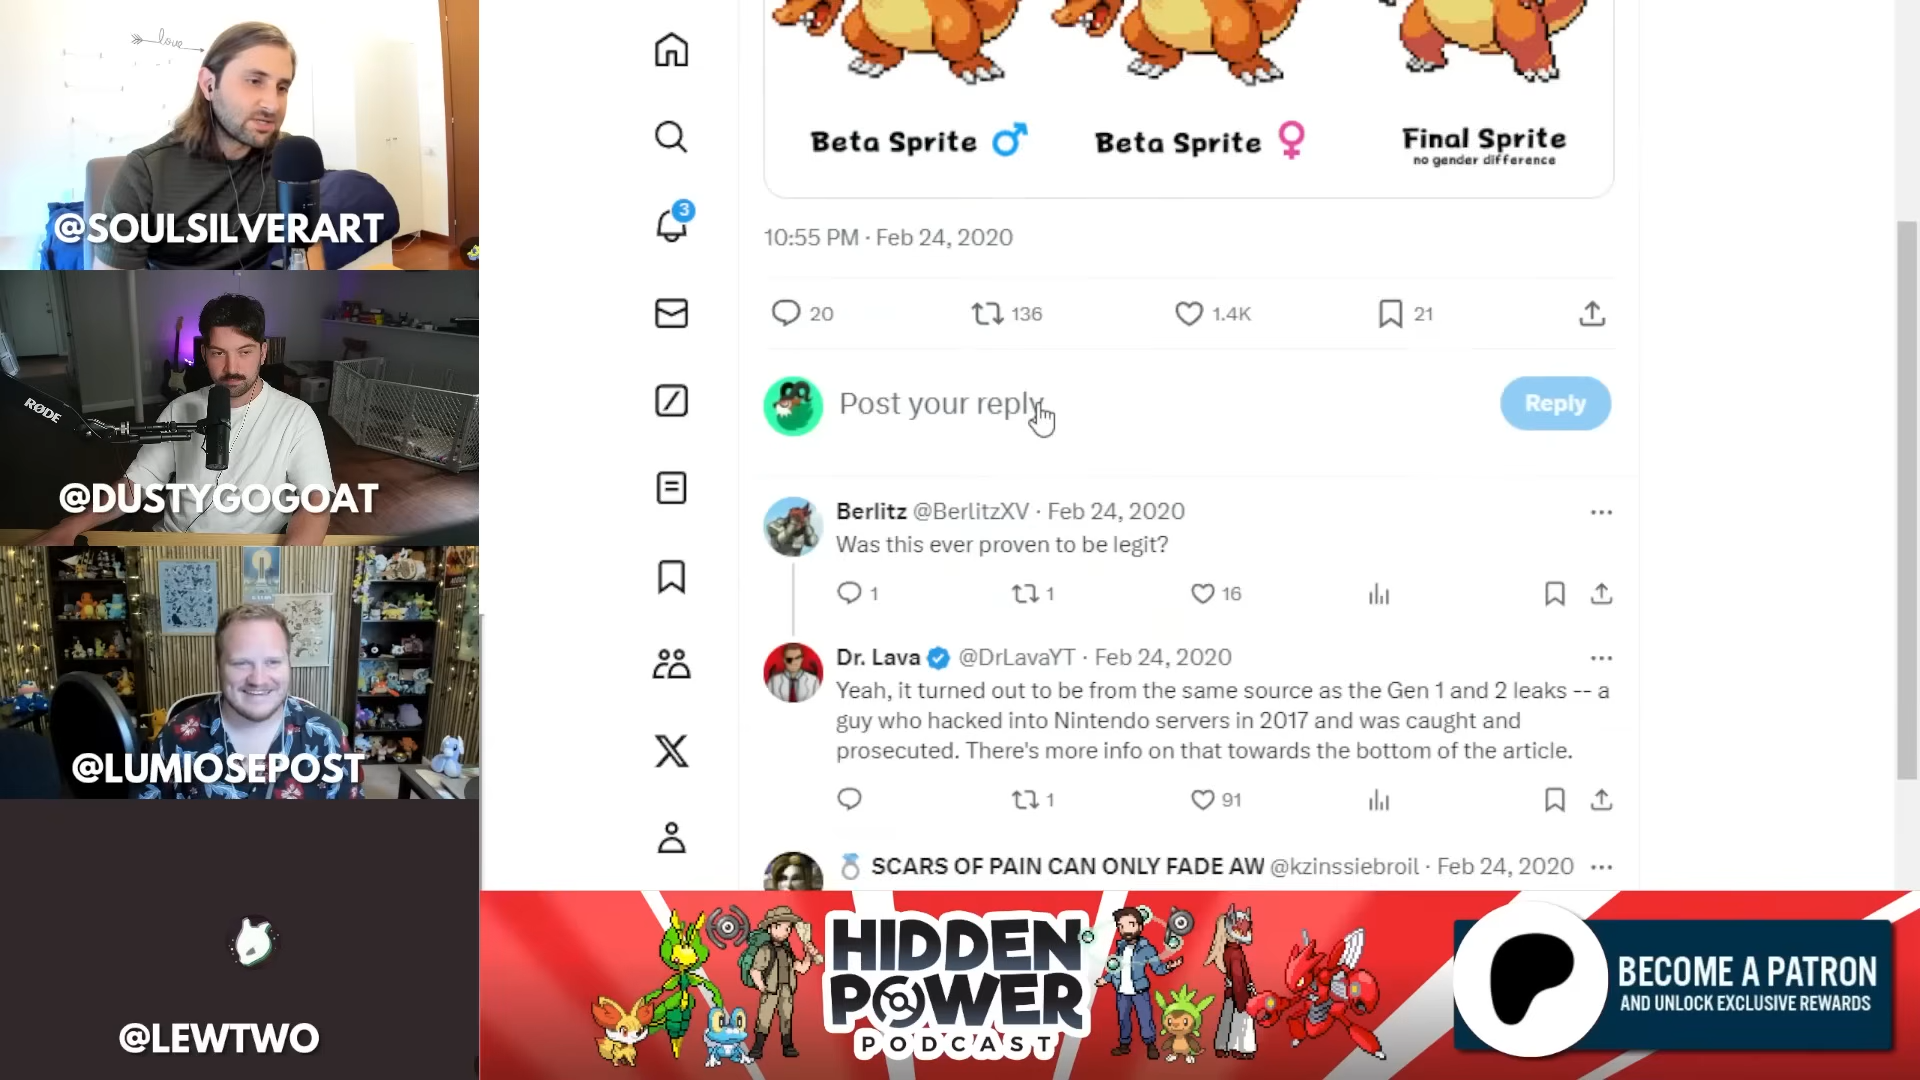 love
@SOULSILVERART
RØDE
@DUSTYGOGOAT
@LUMIOSEPOST
@LEWTWO
Beta Sprite ♂
Beta Sprite ♀
Final Sprite
no gender difference
3
10:55 PM · Feb 24, 2020
20
136
1.4K
21
Post your reply
Reply
Berlitz @BerlitzXV · Feb 24, 2020
Was this ever proven to be legit?
1
1
16
Dr. Lava @DrLavaYT · Feb 24, 2020
Yeah, it turned out to be from the same source as the Gen 1 and 2 leaks -- a
guy who hacked into Nintendo servers in 2017 and was caught and
prosecuted. There's more info on that towards the bottom of the article.
1
91
SCARS OF PAIN CAN ONLY FADE AW @kzinssiebroil · Feb 24, 2020
HIDDEN
POWER
PODCAST
BECOME A PATRON
AND UNLOCK EXCLUSIVE REWARDS